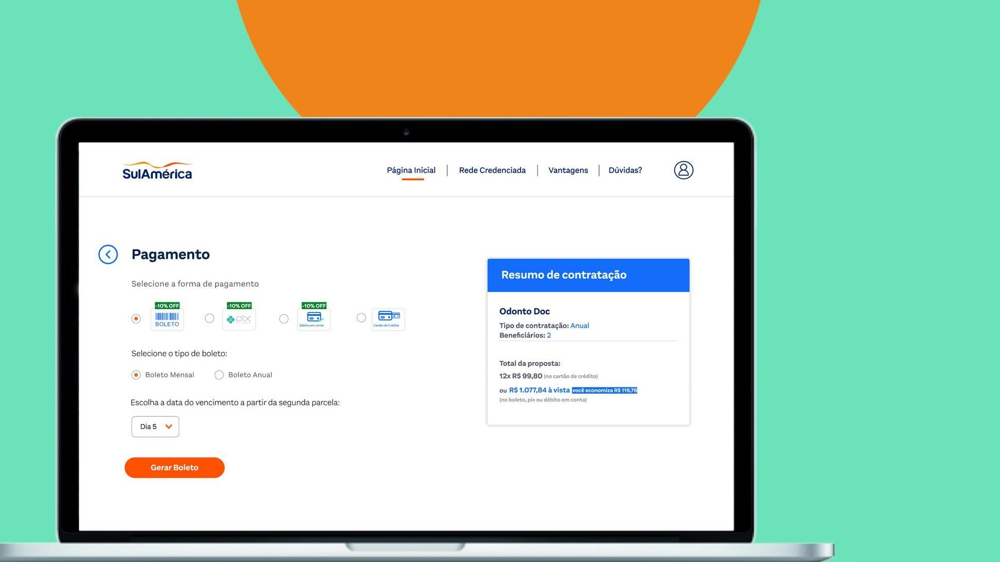 SulAmérica
Página Inicial
Rede Credenciada
Vantagens
Dúvidas?
Pagamento
Selecione a forma de pagamento
-10% OFF
BOLETO
-10% OFF
pix
-10% OFF
Débito em conta
Cartão de Crédito
Selecione o tipo de boleto:
Boleto Mensal
Boleto Anual
Escolha a data do vencimento a partir da segunda parcela:
Dia 5
Gerar Boleto
Resumo de contratação
Odonto Doc
Tipo de contratação: Anual
Beneficiários: 2
Total da proposta:
12x R$ 99,80 (no cartão de crédito)
ou R$ 1.077,84 à vista você economiza R$ 119,76
(no boleto, pix ou débito em conta)